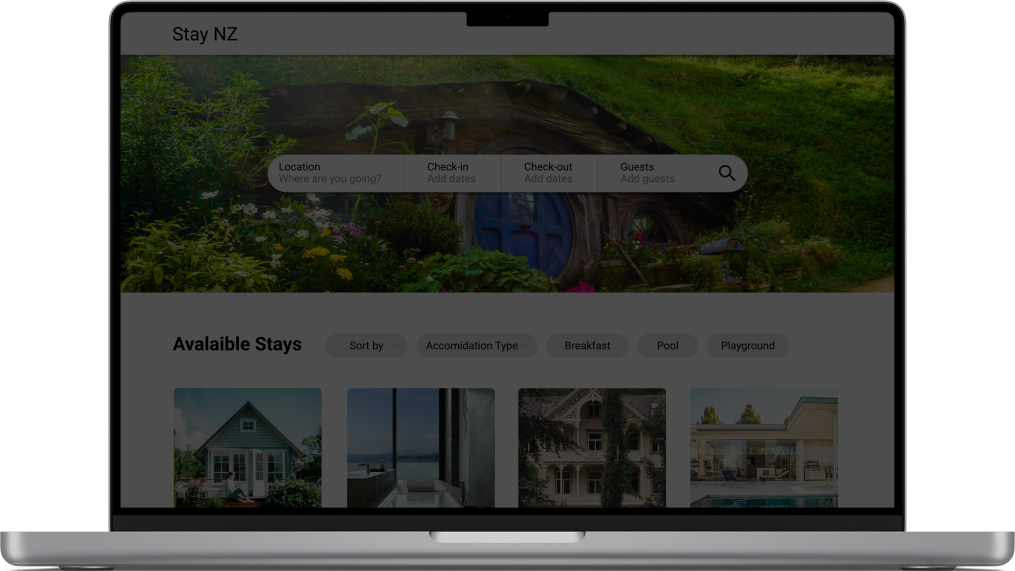 Stay NZ
Location Check-in Check-out Guests
Where are you going? Add dates Add dates Add guests
Avalaible Stays Sort by Accomidation Type Breakfast Pool Playground